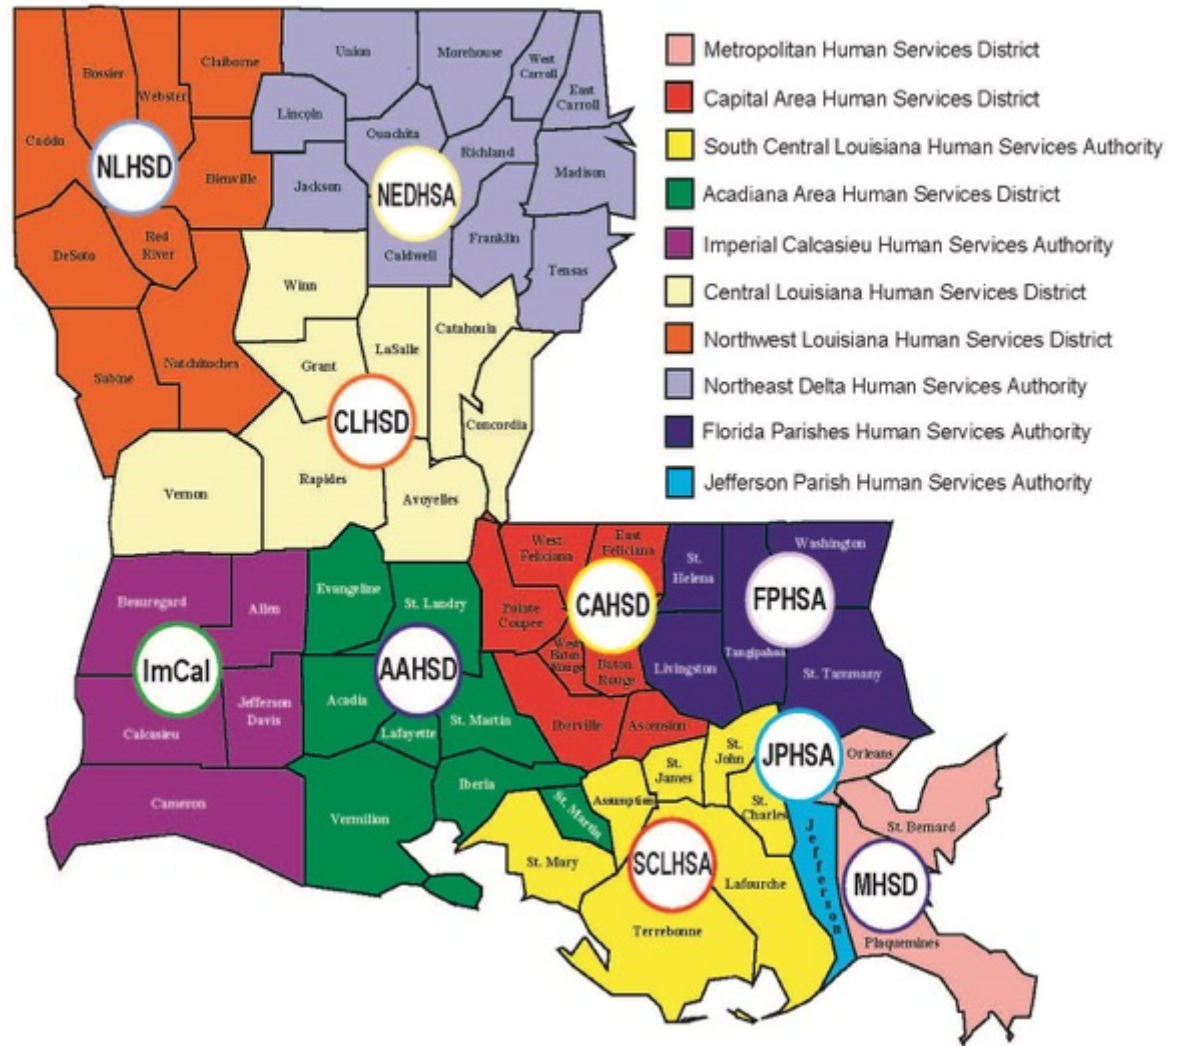 Metropolitan Human Services District
Capital Area Human Services District
South Central Louisiana Human Services Authority
Acadiana Area Human Services District
Imperial Calcasieu Human Services Authority
Central Louisiana Human Services District
Northwest Louisiana Human Services District
Northeast Delta Human Services Authority
Florida Parishes Human Services Authority
Jefferson Parish Human Services Authority
Caddo
Bossier
Webster
Claiborne
Bienville
NLHSD
DeSoto
Red
River
Sabine
Natchitoches
Union
Morehouse
West
Carroll
East
Carroll
Lincoln
Ouachita
Richland
Madison
Jackson
NEDHSA
Caldwell
Franklin
Tensas
Winn
Grant
LaSalle
Catahoula
CLHSD
Concordia
Vernon
Rapides
Avoyelles
Beauregard
Allen
ImCal
Calcasieu
Jefferson
Davis
Cameron
Evangeline
St. Landry
AAHSD
Acadia
Lafayette
St. Martin
Iberia
Vermilion
St. Martin
West
Feliciana
East
Feliciana
Pointe
Coupee
CAHSD
West
Baton
Rouge
Baton
Rouge
Iberville
Ascension
St.
Helena
Washington
FPHSA
Livingston
Tangipahoa
St. Tammany
St.
James
St.
John
St.
Charles
Assumption
St. Mary
SCLHSA
Lafourche
Terrebonne
JPHSA
Jefferson
Orleans
St. Bernard
MHSD
Plaquemines